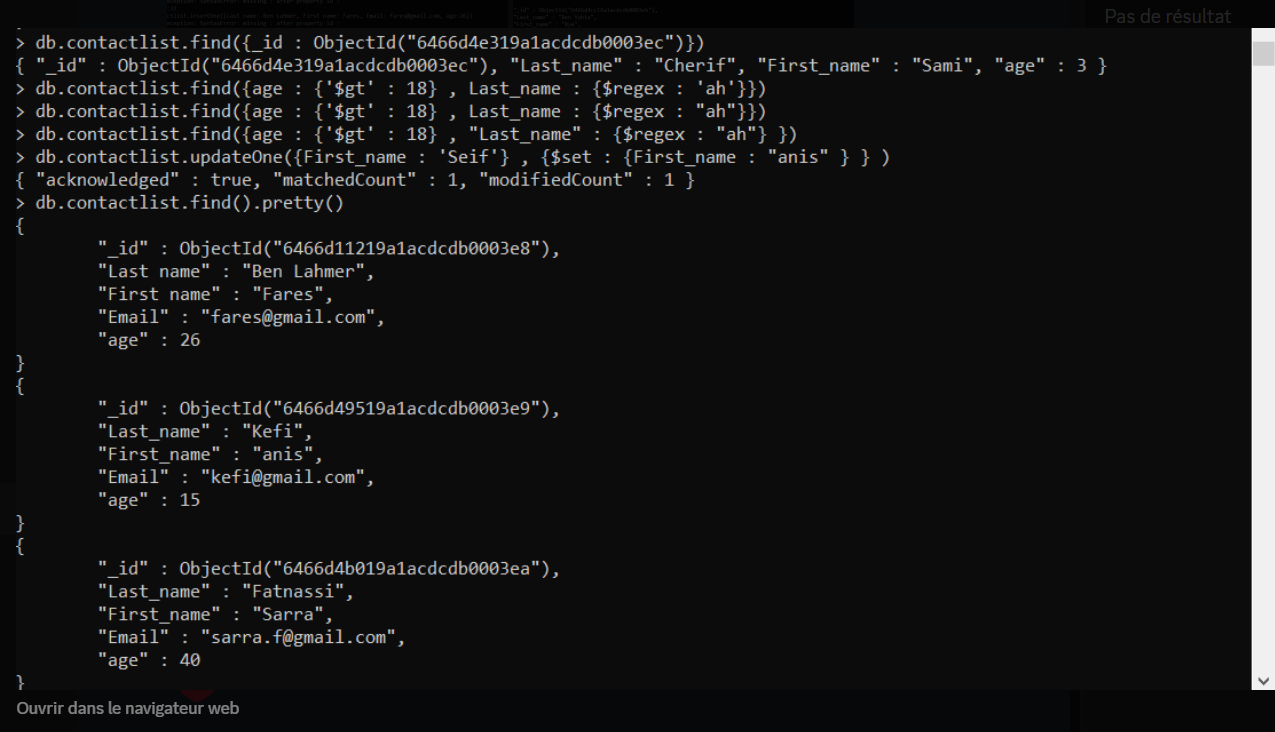 Pas de résultat
> db.contactlist.find({_id : ObjectId("6466d4e319a1acdcdb0003ec")})
{ "_id" : ObjectId("6466d4e319a1acdcdb0003ec"), "Last_name" : "Cherif", "First_name" : "Sami", "age" : 3 }
> db.contactlist.find({age : {'$gt' : 18} , Last_name : {$regex : 'ah'}})
> db.contactlist.find({age : {'$gt' : 18} , Last_name : {$regex : "ah"}})
> db.contactlist.find({age : {'$gt' : 18} , "Last_name" : {$regex : "ah"} })
> db.contactlist.updateOne({First_name : 'Seif'} , {$set : {First_name : "anis" } } )
{ "acknowledged" : true, "matchedCount" : 1, "modifiedCount" : 1 }
> db.contactlist.find().pretty()
{
"_id" : ObjectId("6466d11219a1acdcdb0003e8"),
"Last name" : "Ben Lahmer",
"First name" : "Fares",
"Email" : "fares@gmail.com",
"age" : 26
}
{
"_id" : ObjectId("6466d49519a1acdcdb0003e9"),
"Last_name" : "Kefi",
"First_name" : "anis",
"Email" : "kefi@gmail.com",
"age" : 15
}
{
"_id" : ObjectId("6466d4b019a1acdcdb0003ea"),
"Last_name" : "Fatnassi",
"First_name" : "Sarra",
"Email" : "sarra.f@gmail.com",
"age" : 40
}
Ouvrir dans le navigateur web